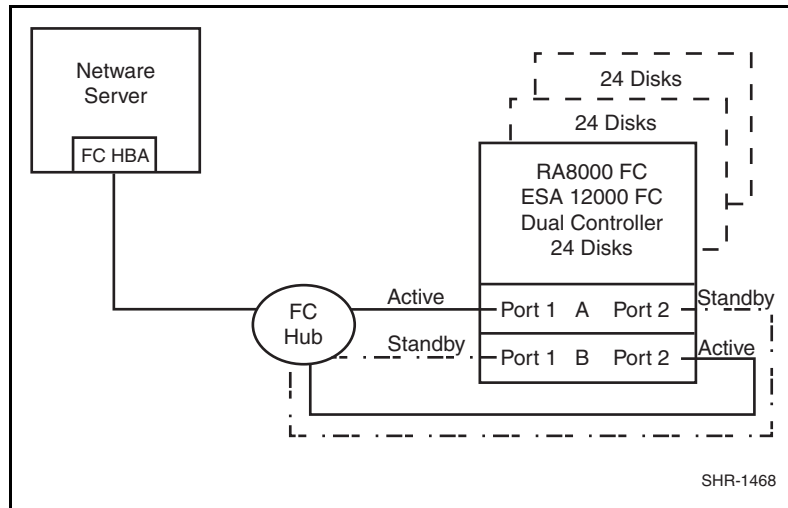 Netware
Server
FC HBA
24 Disks
24 Disks
RA8000 FC
ESA 12000 FC
Dual Controller
24 Disks
FC
Hub
Active
Port 1 A Port 2
Standby
Standby
Port 1 B Port 2
Active
SHR-1468